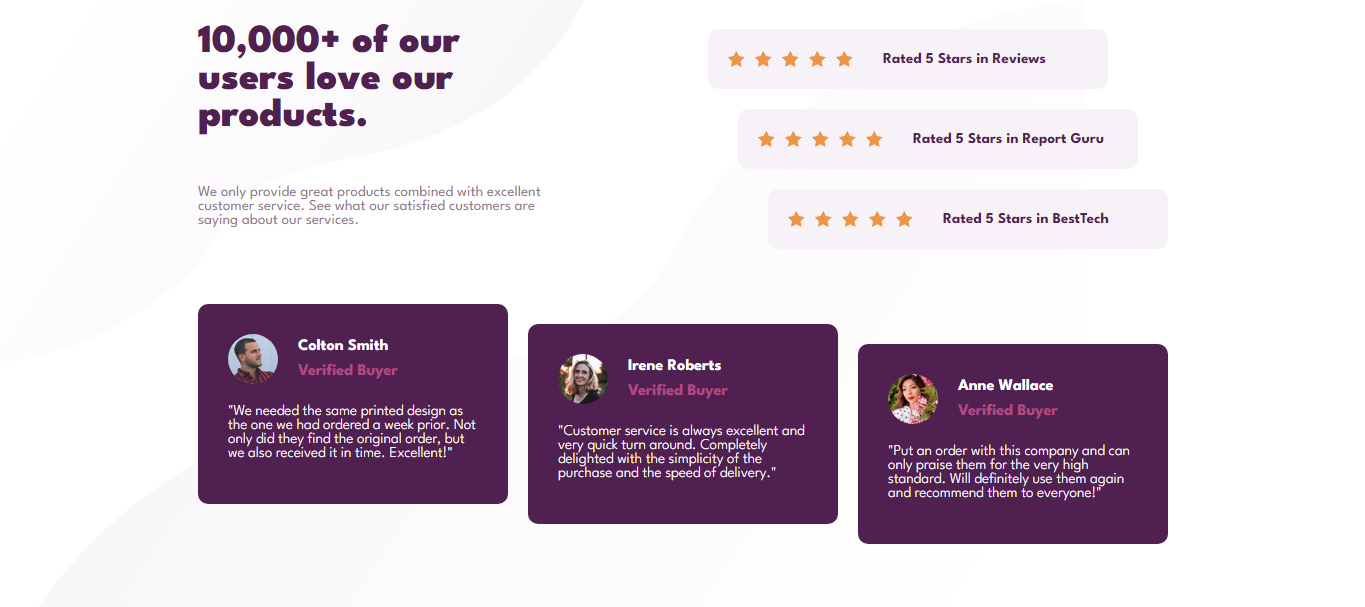 10,000+ of our
users love our
products.
We only provide great products combined with excellent
customer service. See what our satisfied customers are
saying about our services.
Rated 5 Stars in Reviews
Rated 5 Stars in Report Guru
Rated 5 Stars in BestTech
Colton Smith
Verified Buyer
"We needed the same printed design as
the one we had ordered a week prior. Not
only did they find the original order, but
we also received it in time. Excellent!"
Irene Roberts
Verified Buyer
"Customer service is always excellent and
very quick turn around. Completely
delighted with the simplicity of the
purchase and the speed of delivery."
Anne Wallace
Verified Buyer
"Put an order with this company and can
only praise them for the very high
standard. Will definitely use them again
and recommend them to everyone!"